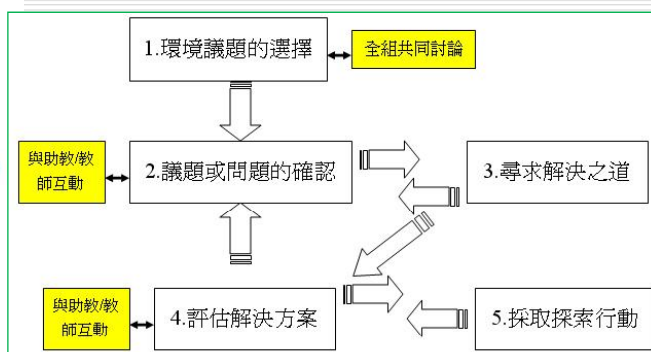 1.環境議題的選擇
全組共同討論
與助教/教
師互動
2.議題或問題的確認
3.尋求解決之道
與助教/教
師互動
4.評估解決方案
5.採取探索行動